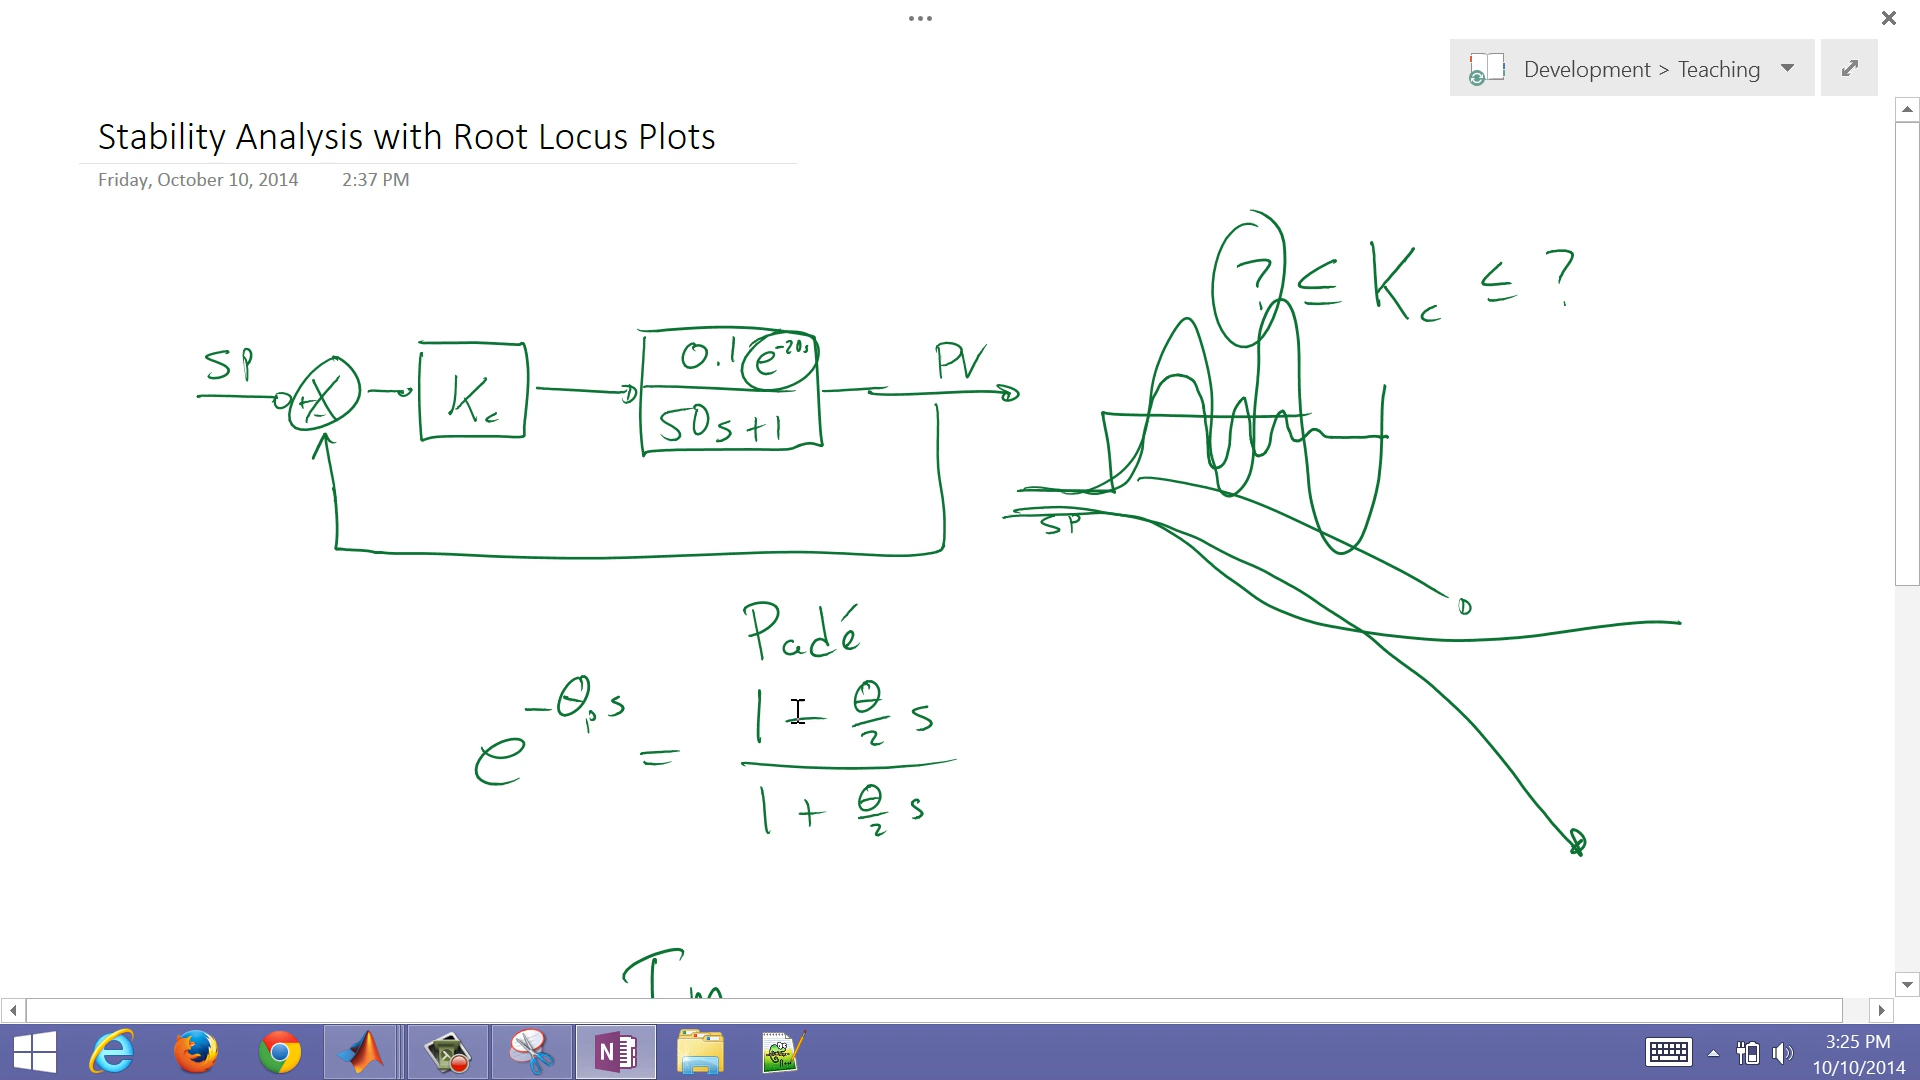 Development > Teaching
Stability Analysis with Root Locus Plots
Friday, October 10, 2014 2:37 PM
? ≤ Kc ≤ ?
SP
+
-
Kc
0.1 e^-20s
50s+1
PV
SP
Padé
e^-θp s = 
1 - θ/2 s
1 + θ/2 s
Im
3:25 PM
10/10/2014